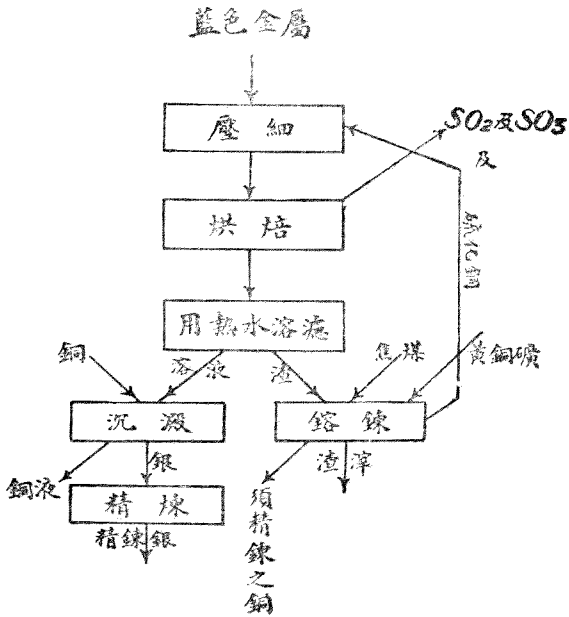 藍色金屬
壓細
SO2及SO3
及
烘焙
硫化銅
用熱水溶濾
銅
溶液
渣
焦煤
黃銅礦
沉澱
鎔鍊
銀
渣滓
銅液
精煉
精鍊銀
須精鍊之銅